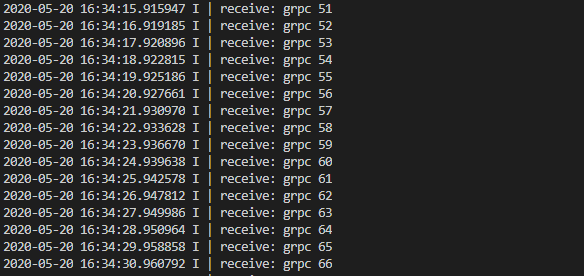 2020-05-20 16:34:15.915947 I | receive: grpc 51
2020-05-20 16:34:16.919185 I | receive: grpc 52
2020-05-20 16:34:17.920896 I | receive: grpc 53
2020-05-20 16:34:18.922815 I | receive: grpc 54
2020-05-20 16:34:19.925186 I | receive: grpc 55
2020-05-20 16:34:20.927661 I | receive: grpc 56
2020-05-20 16:34:21.930970 I | receive: grpc 57
2020-05-20 16:34:22.933628 I | receive: grpc 58
2020-05-20 16:34:23.936670 I | receive: grpc 59
2020-05-20 16:34:24.939638 I | receive: grpc 60
2020-05-20 16:34:25.942578 I | receive: grpc 61
2020-05-20 16:34:26.947812 I | receive: grpc 62
2020-05-20 16:34:27.949986 I | receive: grpc 63
2020-05-20 16:34:28.950964 I | receive: grpc 64
2020-05-20 16:34:29.958858 I | receive: grpc 65
2020-05-20 16:34:30.960792 I | receive: grpc 66